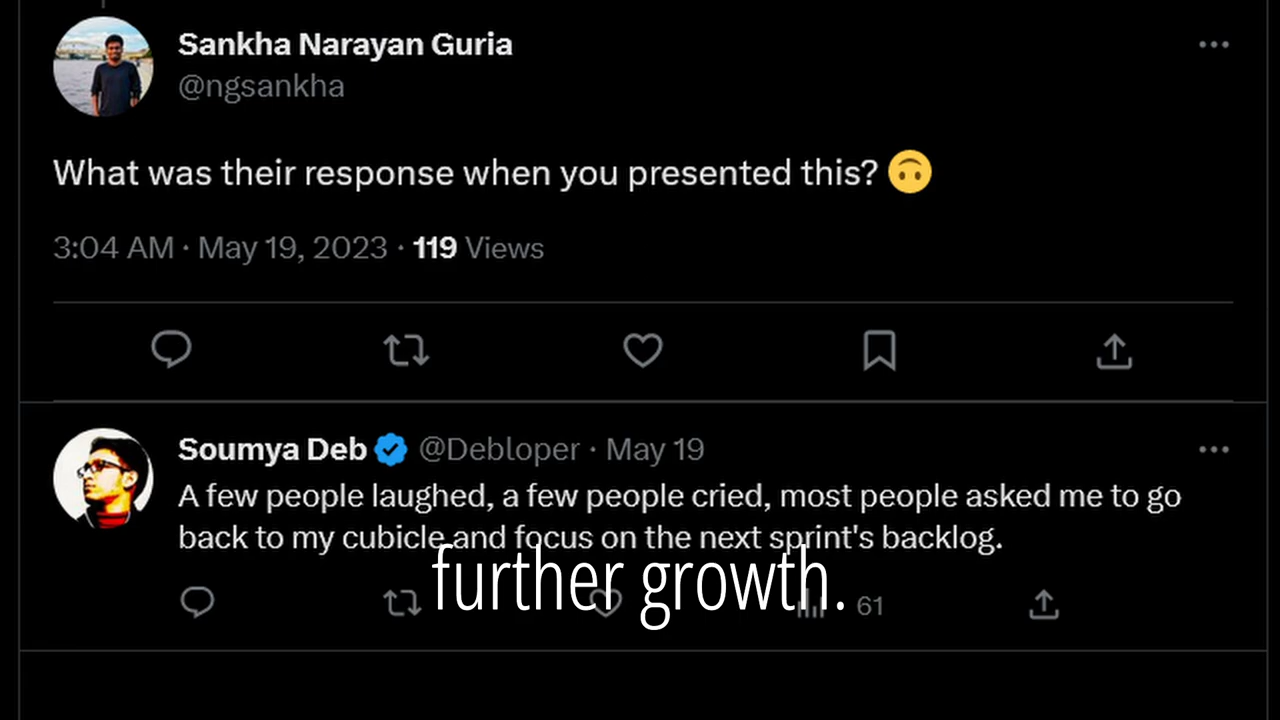 Sankha Narayan Guria
@ngsankha
What was their response when you presented this? 🙃
3:04 AM · May 19, 2023 · 119 Views
Soumya Deb @Debloper · May 19
A few people laughed, a few people cried, most people asked me to go
back to my cubicle and focus on the next sprint's backlog.
further growth.
61